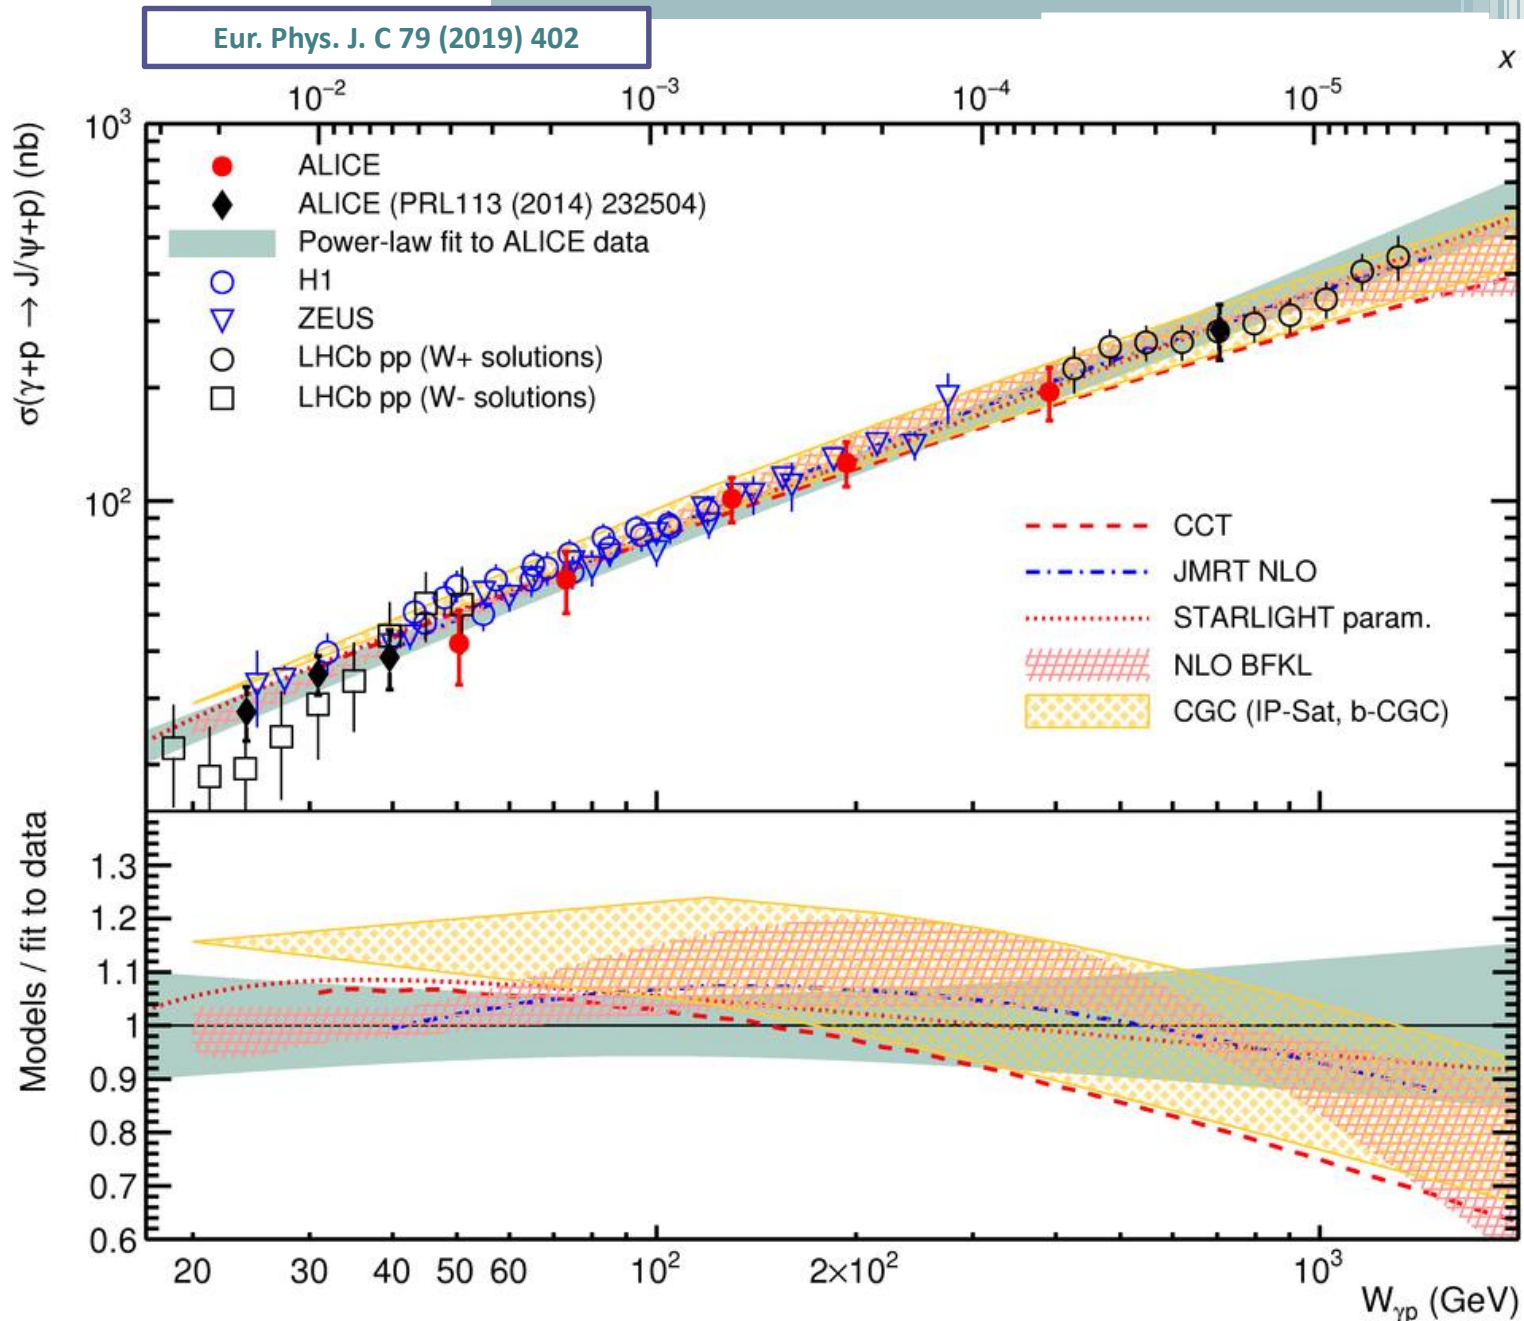 Eur. Phys. J. C 79 (2019) 402
x
10⁻² 10⁻³ 10⁻⁴ 10⁻⁵
σ(γ+p → J/ψ+p) (nb)
10³
10²
ALICE
ALICE (PRL113 (2014) 232504)
Power-law fit to ALICE data
H1
ZEUS
LHCb pp (W+ solutions)
LHCb pp (W- solutions)
CCT
JMRT NLO
STARLIGHT param.
NLO BFKL
CGC (IP-Sat, b-CGC)
Models / fit to data
1.3
1.2
1.1
1
0.9
0.8
0.7
0.6
20 30 40 50 60 10² 2×10² 10³
Wγp (GeV)